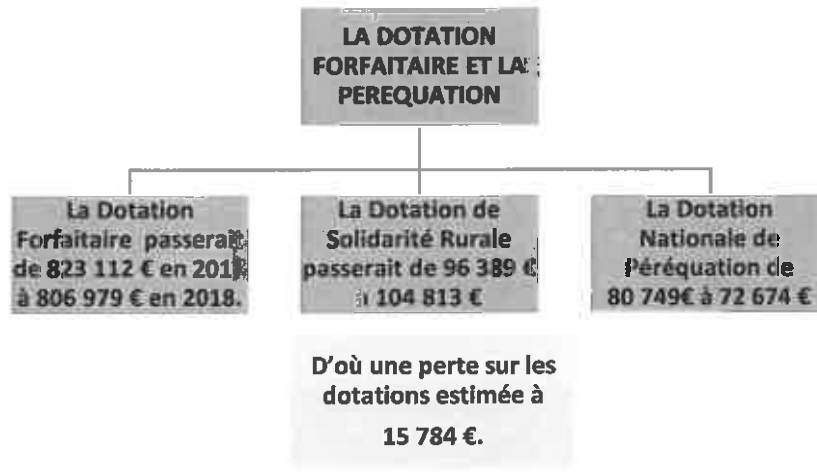 LA DOTATION
FORFAITAIRE ET LA
PEREQUATION
La Dotation
Forfaitaire passerait
de 823 112 € en
à 806 979 € en 2018.
La Dotation de
Solidarité Rurale
passerait de 96 389 €
à 104 813 €
La Dotation
Nationale de
Péréquation de
80 749€ à 72 674 €
D'où une perte sur les
dotations estimée à
15 784 €.